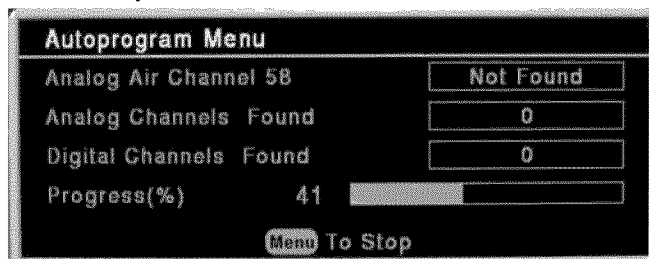 Autoprogram Menu
Analog Air Channel 58 Not Found
Analog Channels Found 0
Digital Channels Found 0
Progress(%) 41
Menu To Stop